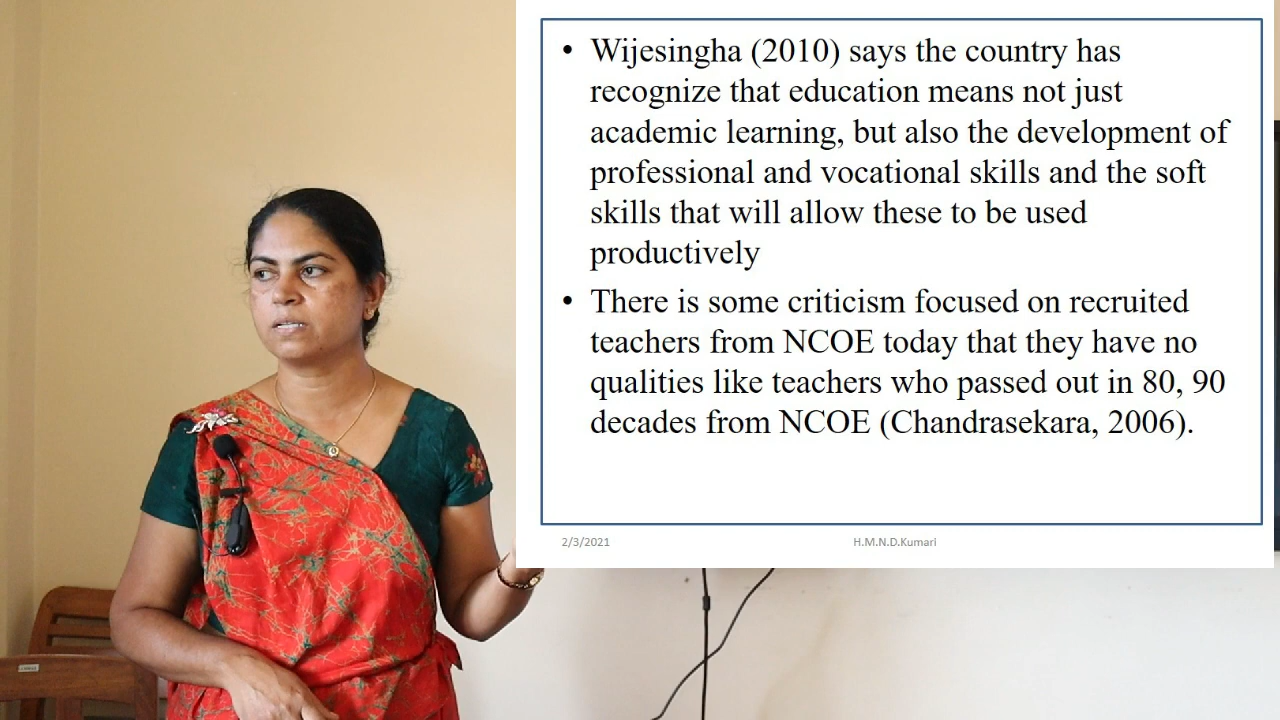 • Wijesingha (2010) says the country has
recognize that education means not just
academic learning, but also the development of
professional and vocational skills and the soft
skills that will allow these to be used
productively
• There is some criticism focused on recruited
teachers from NCOE today that they have no
qualities like teachers who passed out in 80, 90
decades from NCOE (Chandrasekara, 2006).
2/3/2021 H.M.N.D.Kumari